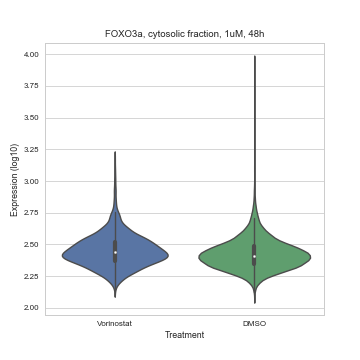 FOXO3a, cytosolic fraction, 1uM, 48h
4.00
3.75
3.50
3.25
3.00
2.75
2.50
2.25
2.00
Expression (log10)
Vorinostat DMSO
Treatment